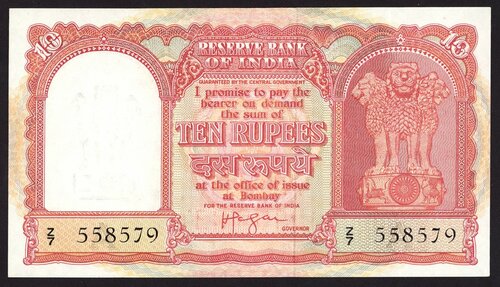 10
10
RESERVE BANK
OF INDIA
GUARANTEED BY THE CENTRAL GOVERNMENT
I promise to pay the
bearer on demand
the sum of
TEN RUPEES
दस रूपये
at the office of issue
at Bombay
FOR THE RESERVE BANK OF INDIA
GOVERNOR
Z/7 558579
Z/7 558579